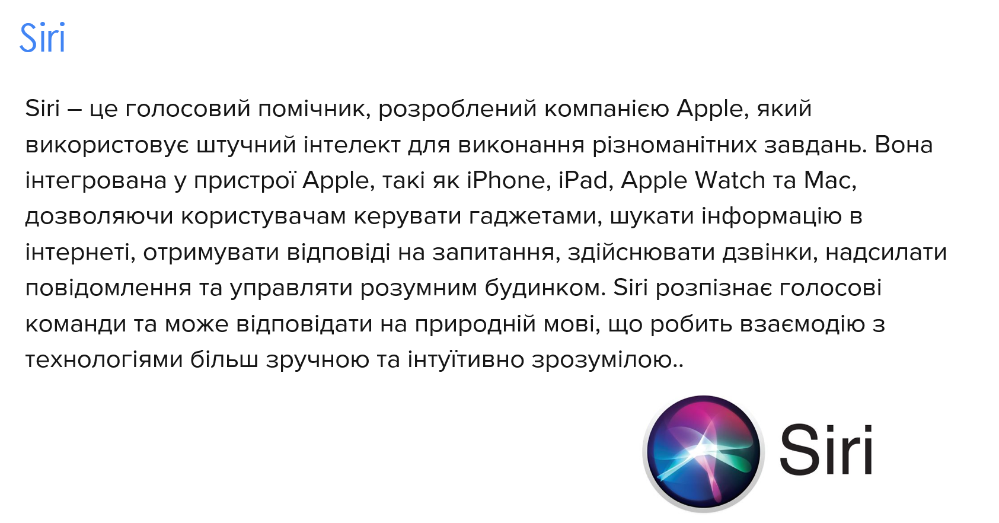 Siri
Siri – це голосовий помічник, розроблений компанією Apple, який
використовує штучний інтелект для виконання різноманітних завдань. Вона
інтегрована у пристрої Apple, такі як iPhone, iPad, Apple Watch та Mac,
дозволяючи користувачам керувати гаджетами, шукати інформацію в
інтернеті, отримувати відповіді на запитання, здійснювати дзвінки, надсилати
повідомлення та управляти розумним будинком. Siri розпізнає голосові
команди та може відповідати на природній мові, що робить взаємодію з
технологіями більш зручною та інтуїтивно зрозумілою..
Siri